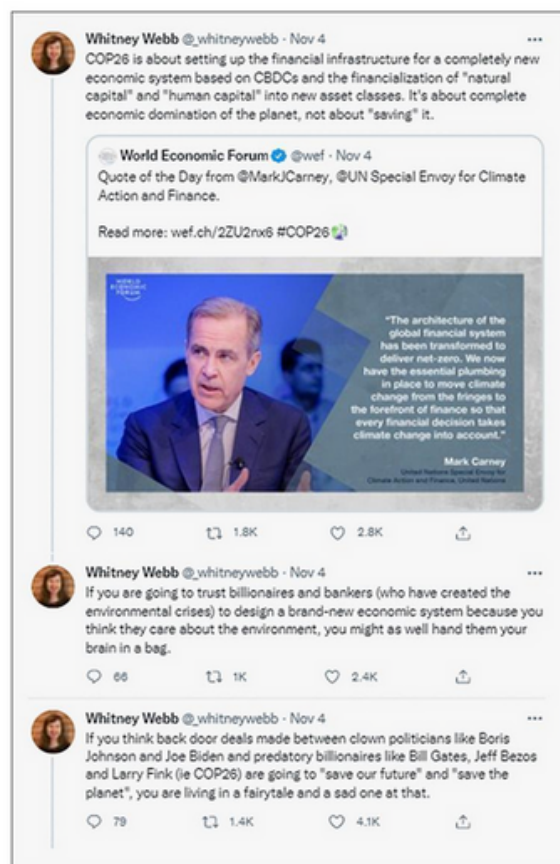 Whitney Webb @_whitneywebb · Nov 4
COP26 is about setting up the financial infrastructure for a completely new
economic system based on CBDCs and the financialization of "natural
capital" and "human capital" into new asset classes. It's about complete
economic domination of the planet, not about "saving" it.
World Economic Forum @wef · Nov 4
Quote of the Day from @MarkJCarney, @UN Special Envoy for Climate
Action and Finance.
Read more: wef.ch/2ZU2nx6 #COP26
WORLD
ECONOMIC
FORUM
"The architecture of the
global financial system
has been transformed to
deliver net-zero. We now
have the essential plumbing
in place to move climate
change from the fringes to
the forefront of finance so that
every financial decision takes
climate change into account."
Mark Carney
United Nations Special Envoy for
Climate Action and Finance, United Nations
140 1.8K 2.8K
Whitney Webb @_whitneywebb · Nov 4
If you are going to trust billionaires and bankers (who have created the
environmental crises) to design a brand-new economic system because you
think they care about the environment, you might as well hand them your
brain in a bag.
66 1K 2.4K
Whitney Webb @_whitneywebb · Nov 4
If you think back door deals made between clown politicians like Boris
Johnson and Joe Biden and predatory billionaires like Bill Gates, Jeff Bezos
and Larry Fink (ie COP26) are going to "save our future" and "save the
planet", you are living in a fairytale and a sad one at that.
79 1.4K 4.1K